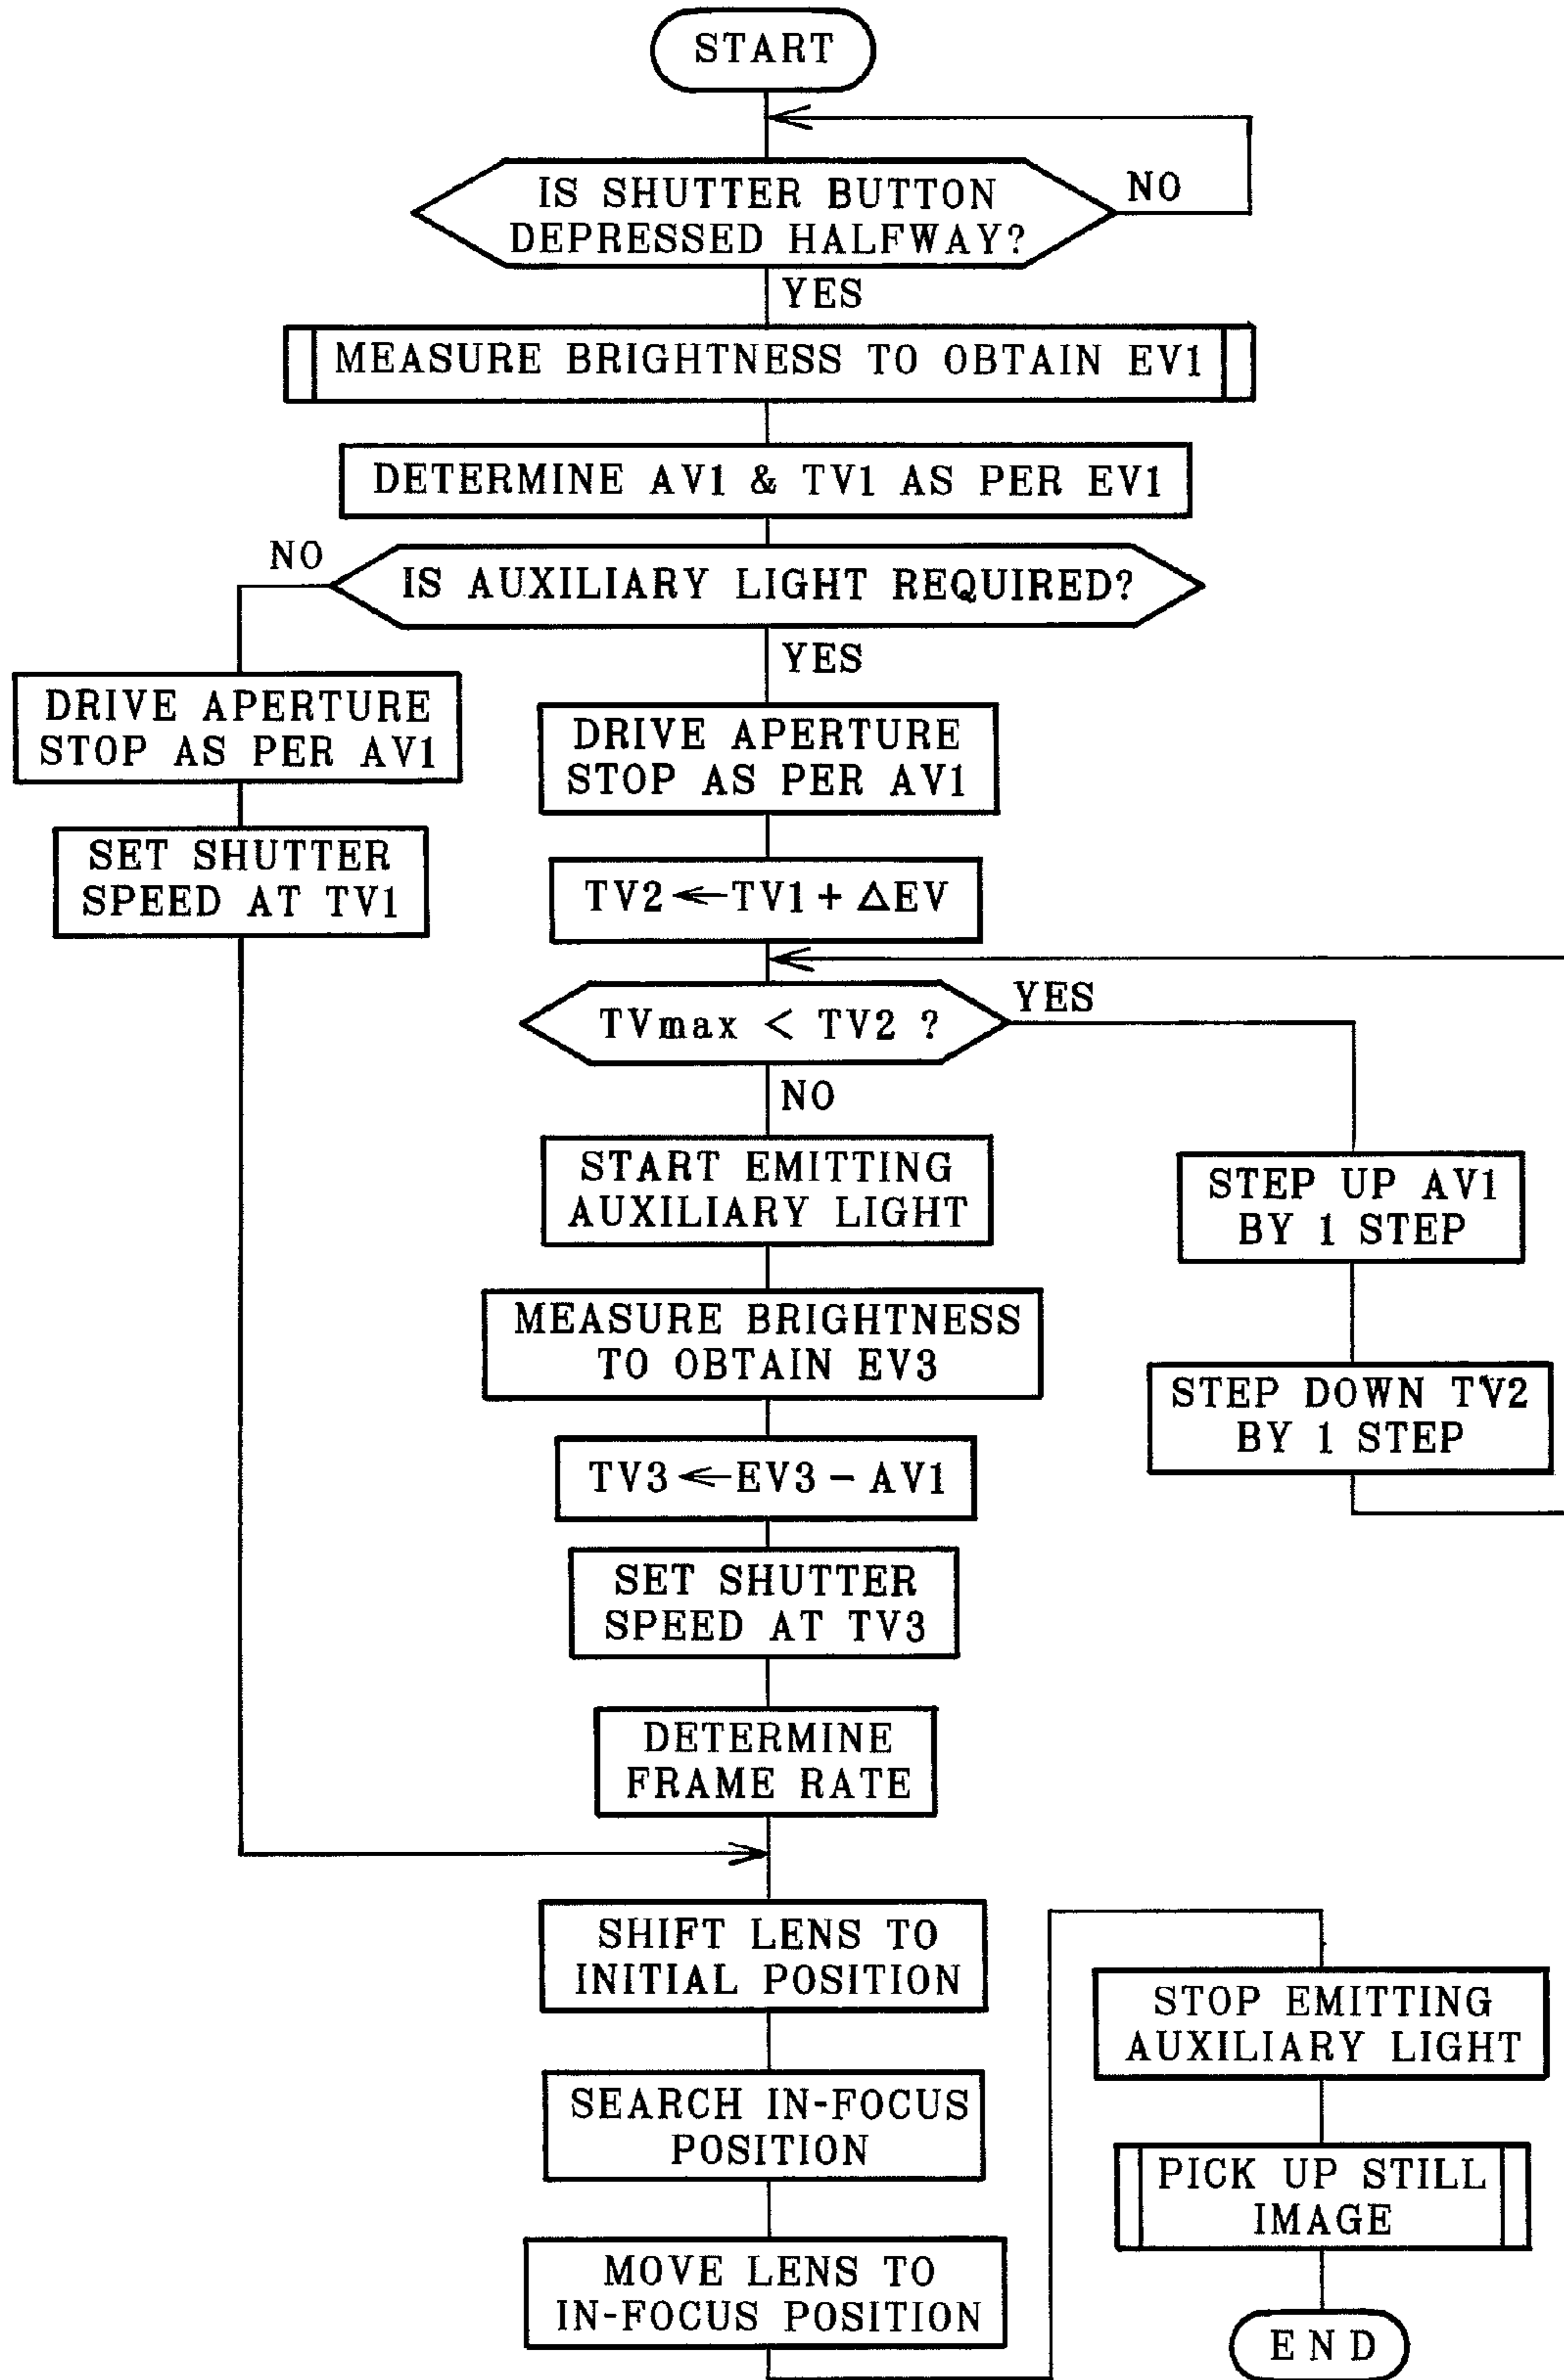 START
IS SHUTTER BUTTON
DEPRESSED HALFWAY?
NO
YES
MEASURE BRIGHTNESS TO OBTAIN EV1
DETERMINE AV1 & TV1 AS PER EV1
NO
IS AUXILIARY LIGHT REQUIRED?
YES
DRIVE APERTURE
STOP AS PER AV1
SET SHUTTER
SPEED AT TV1
DRIVE APERTURE
STOP AS PER AV1
TV2←TV1 + ΔEV
TVmax < TV2 ?
YES
NO
STEP UP AV1
BY 1 STEP
STEP DOWN TV2
BY 1 STEP
START EMITTING
AUXILIARY LIGHT
MEASURE BRIGHTNESS
TO OBTAIN EV3
TV3←EV3 − AV1
SET SHUTTER
SPEED AT TV3
DETERMINE
FRAME RATE
SHIFT LENS TO
INITIAL POSITION
SEARCH IN-FOCUS
POSITION
MOVE LENS TO
IN-FOCUS POSITION
STOP EMITTING
AUXILIARY LIGHT
PICK UP STILL
IMAGE
END